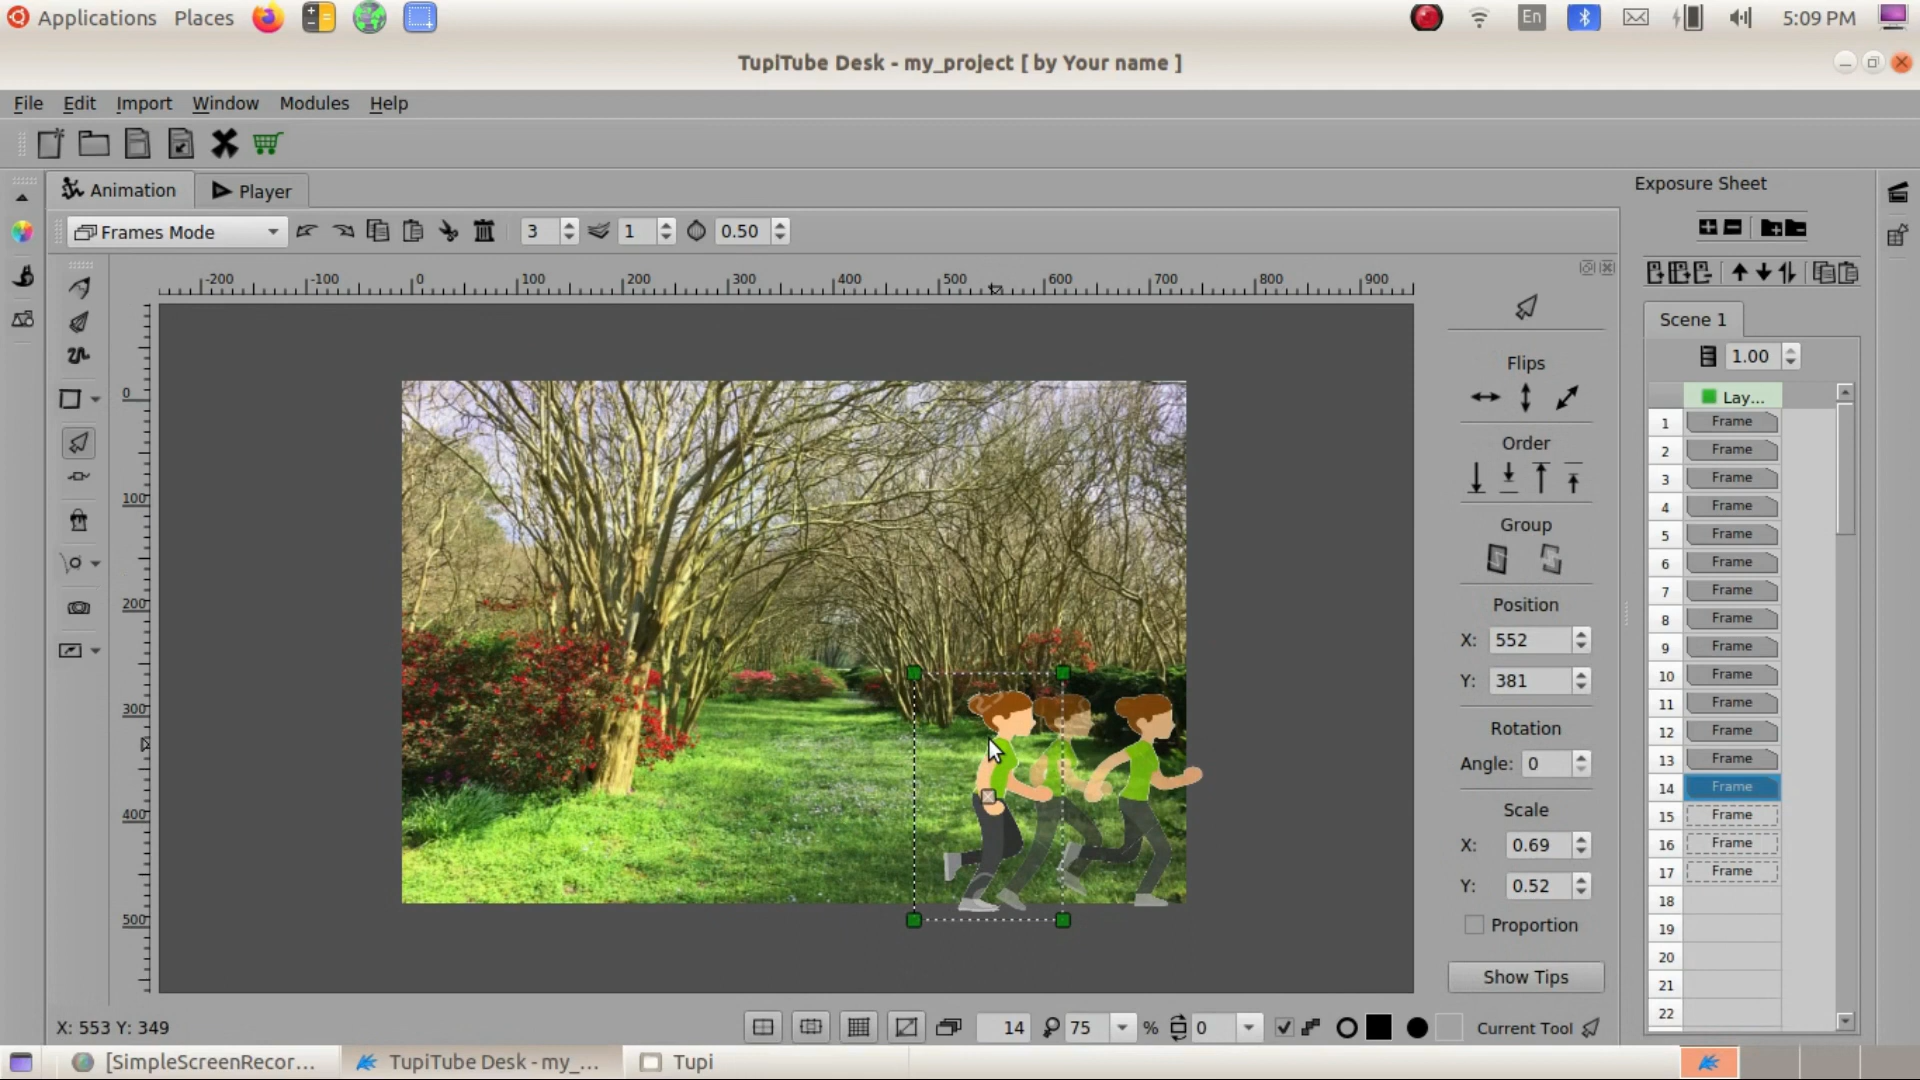 Applications Places
En
5:09 PM
TupiTube Desk - my_project [ by Your name ]
File Edit Import Window Modules Help
Animation Player
Exposure Sheet
Frames Mode 3 1 0.50
-200 -100 0 100 200 300 400 500 600 700 800 900
0
100
200
300
400
500
Flips
Order
Group
Position
X: 552
Y: 381
Rotation
Angle: 0
Scale
X: 0.69
Y: 0.52
Proportion
Show Tips
Scene 1
1.00
Lay...
1 Frame
2 Frame
3 Frame
4 Frame
5 Frame
6 Frame
7 Frame
8 Frame
9 Frame
10 Frame
11 Frame
12 Frame
13 Frame
14 Frame
15 Frame
16 Frame
17 Frame
18
19
20
21
22
X: 553 Y: 349 14 75 % 0 Current Tool
[SimpleScreenRecor... TupiTube Desk - my_... Tupi